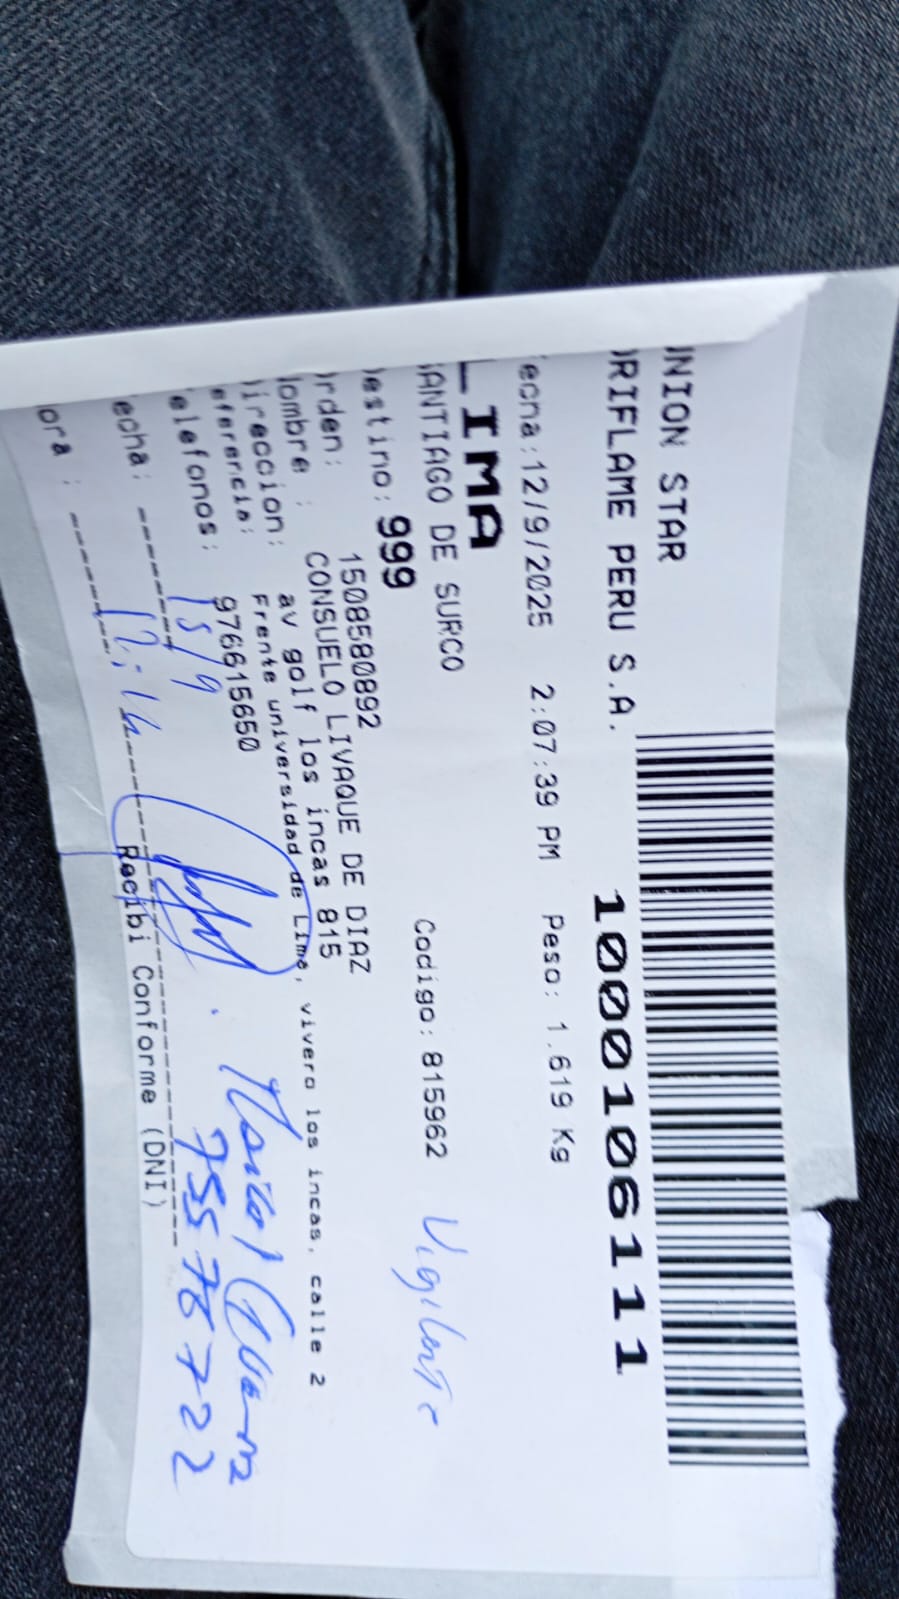 UNION STAR
ORIFLAME PERU S.A.
1000106111
Fecha:12/9/2025 2:07:39 PM Peso: 1.619 Kg
LIMA
SANTIAGO DE SURCO Codigo: 815962
Vigilante
Destino: 999
Orden: 1508580892
Nombre : CONSUELO LIVAQUE DE DIAZ
Direccion: av golf los incas 815
Referencia: Frente universidad de Lima, vivero los incas, calle 2
Telefonos: 976615650
Fecha: 15/9
Hora :
75576722
Recibi Conforme (DNI)